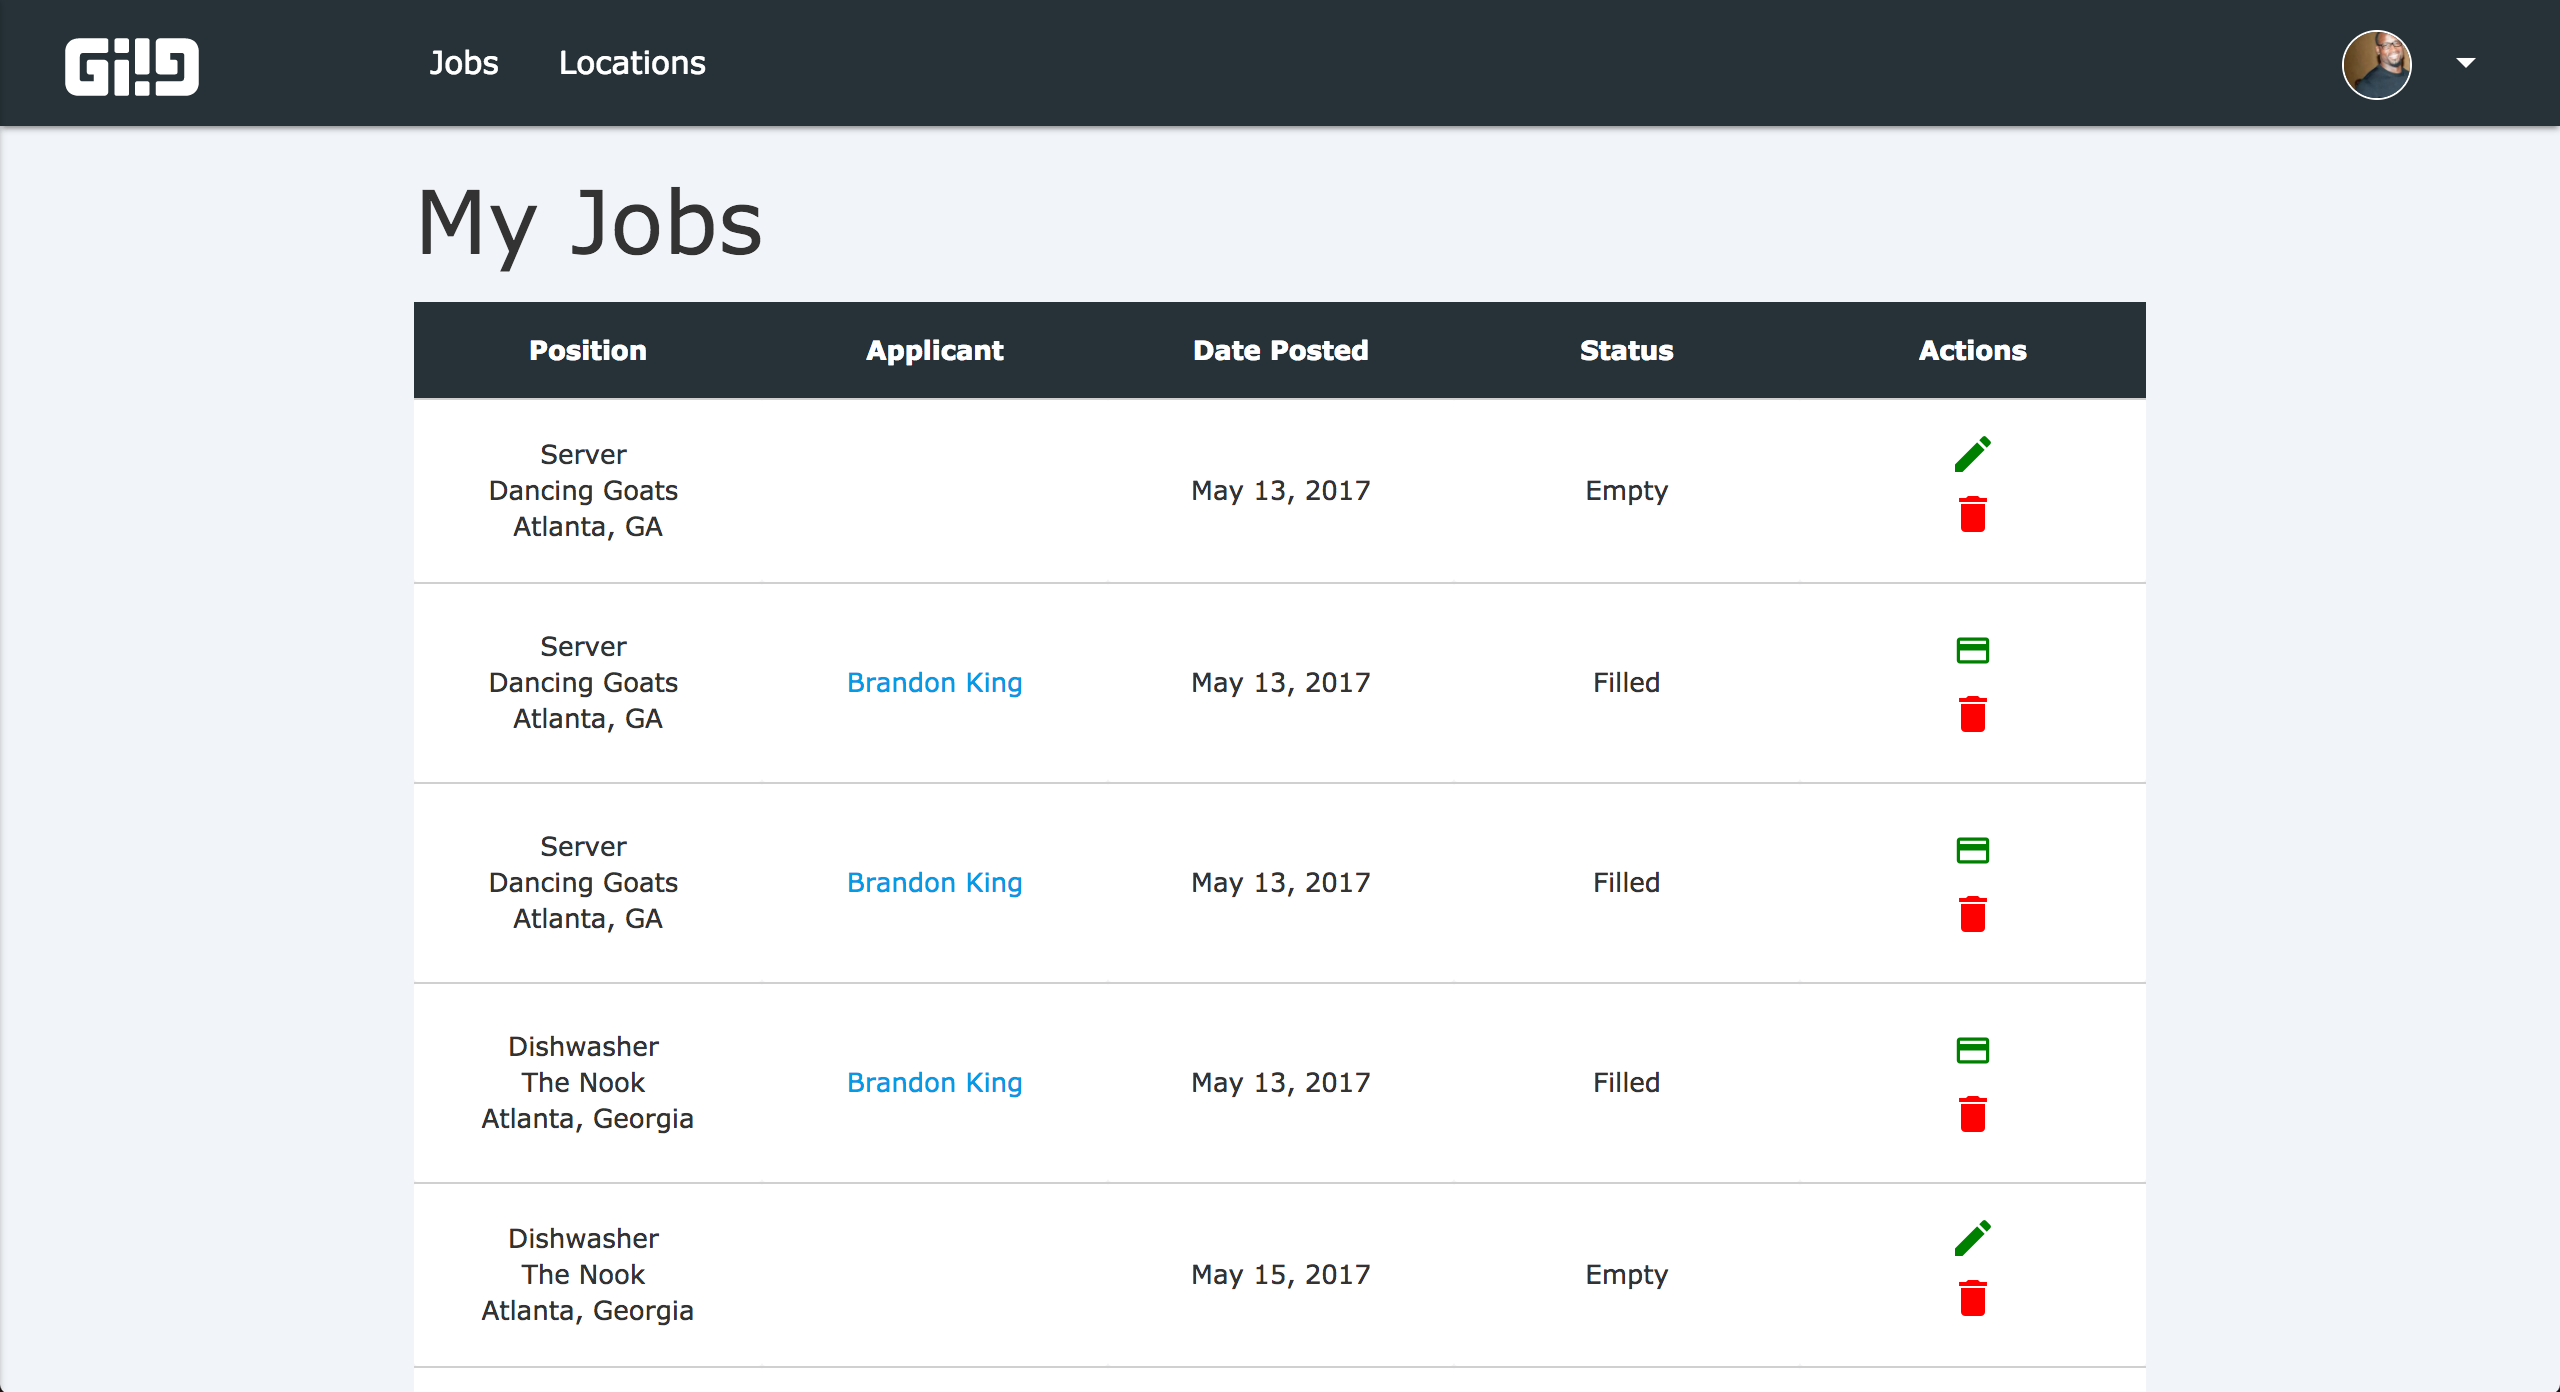 Jobs Locations
My Jobs
Position Applicant Date Posted Status Actions
Server
Dancing Goats
Atlanta, GA
May 13, 2017 Empty
Server
Dancing Goats
Atlanta, GA
Brandon King May 13, 2017 Filled
Server
Dancing Goats
Atlanta, GA
Brandon King May 13, 2017 Filled
Dishwasher
The Nook
Atlanta, Georgia
Brandon King May 13, 2017 Filled
Dishwasher
The Nook
Atlanta, Georgia
May 15, 2017 Empty